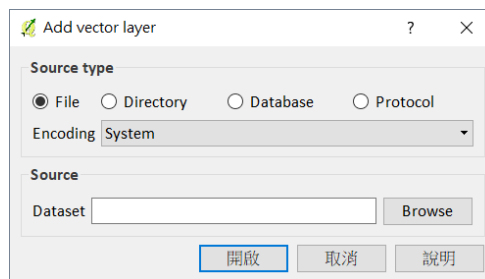 Add vector layer ?
Source type
File Directory Database Protocol
Encoding System
Source
Dataset Browse
開啟 取消 說明